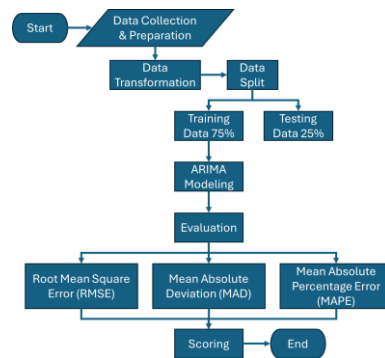 Start
Data Collection
& Preparation
Data
Transformation
Data
Split
Training
Data 75%
Testing
Data 25%
ARIMA
Modeling
Evaluation
Root Mean Square
Error (RMSE)
Mean Absolute
Deviation (MAD)
Mean Absolute
Percentage Error
(MAPE)
Scoring
End